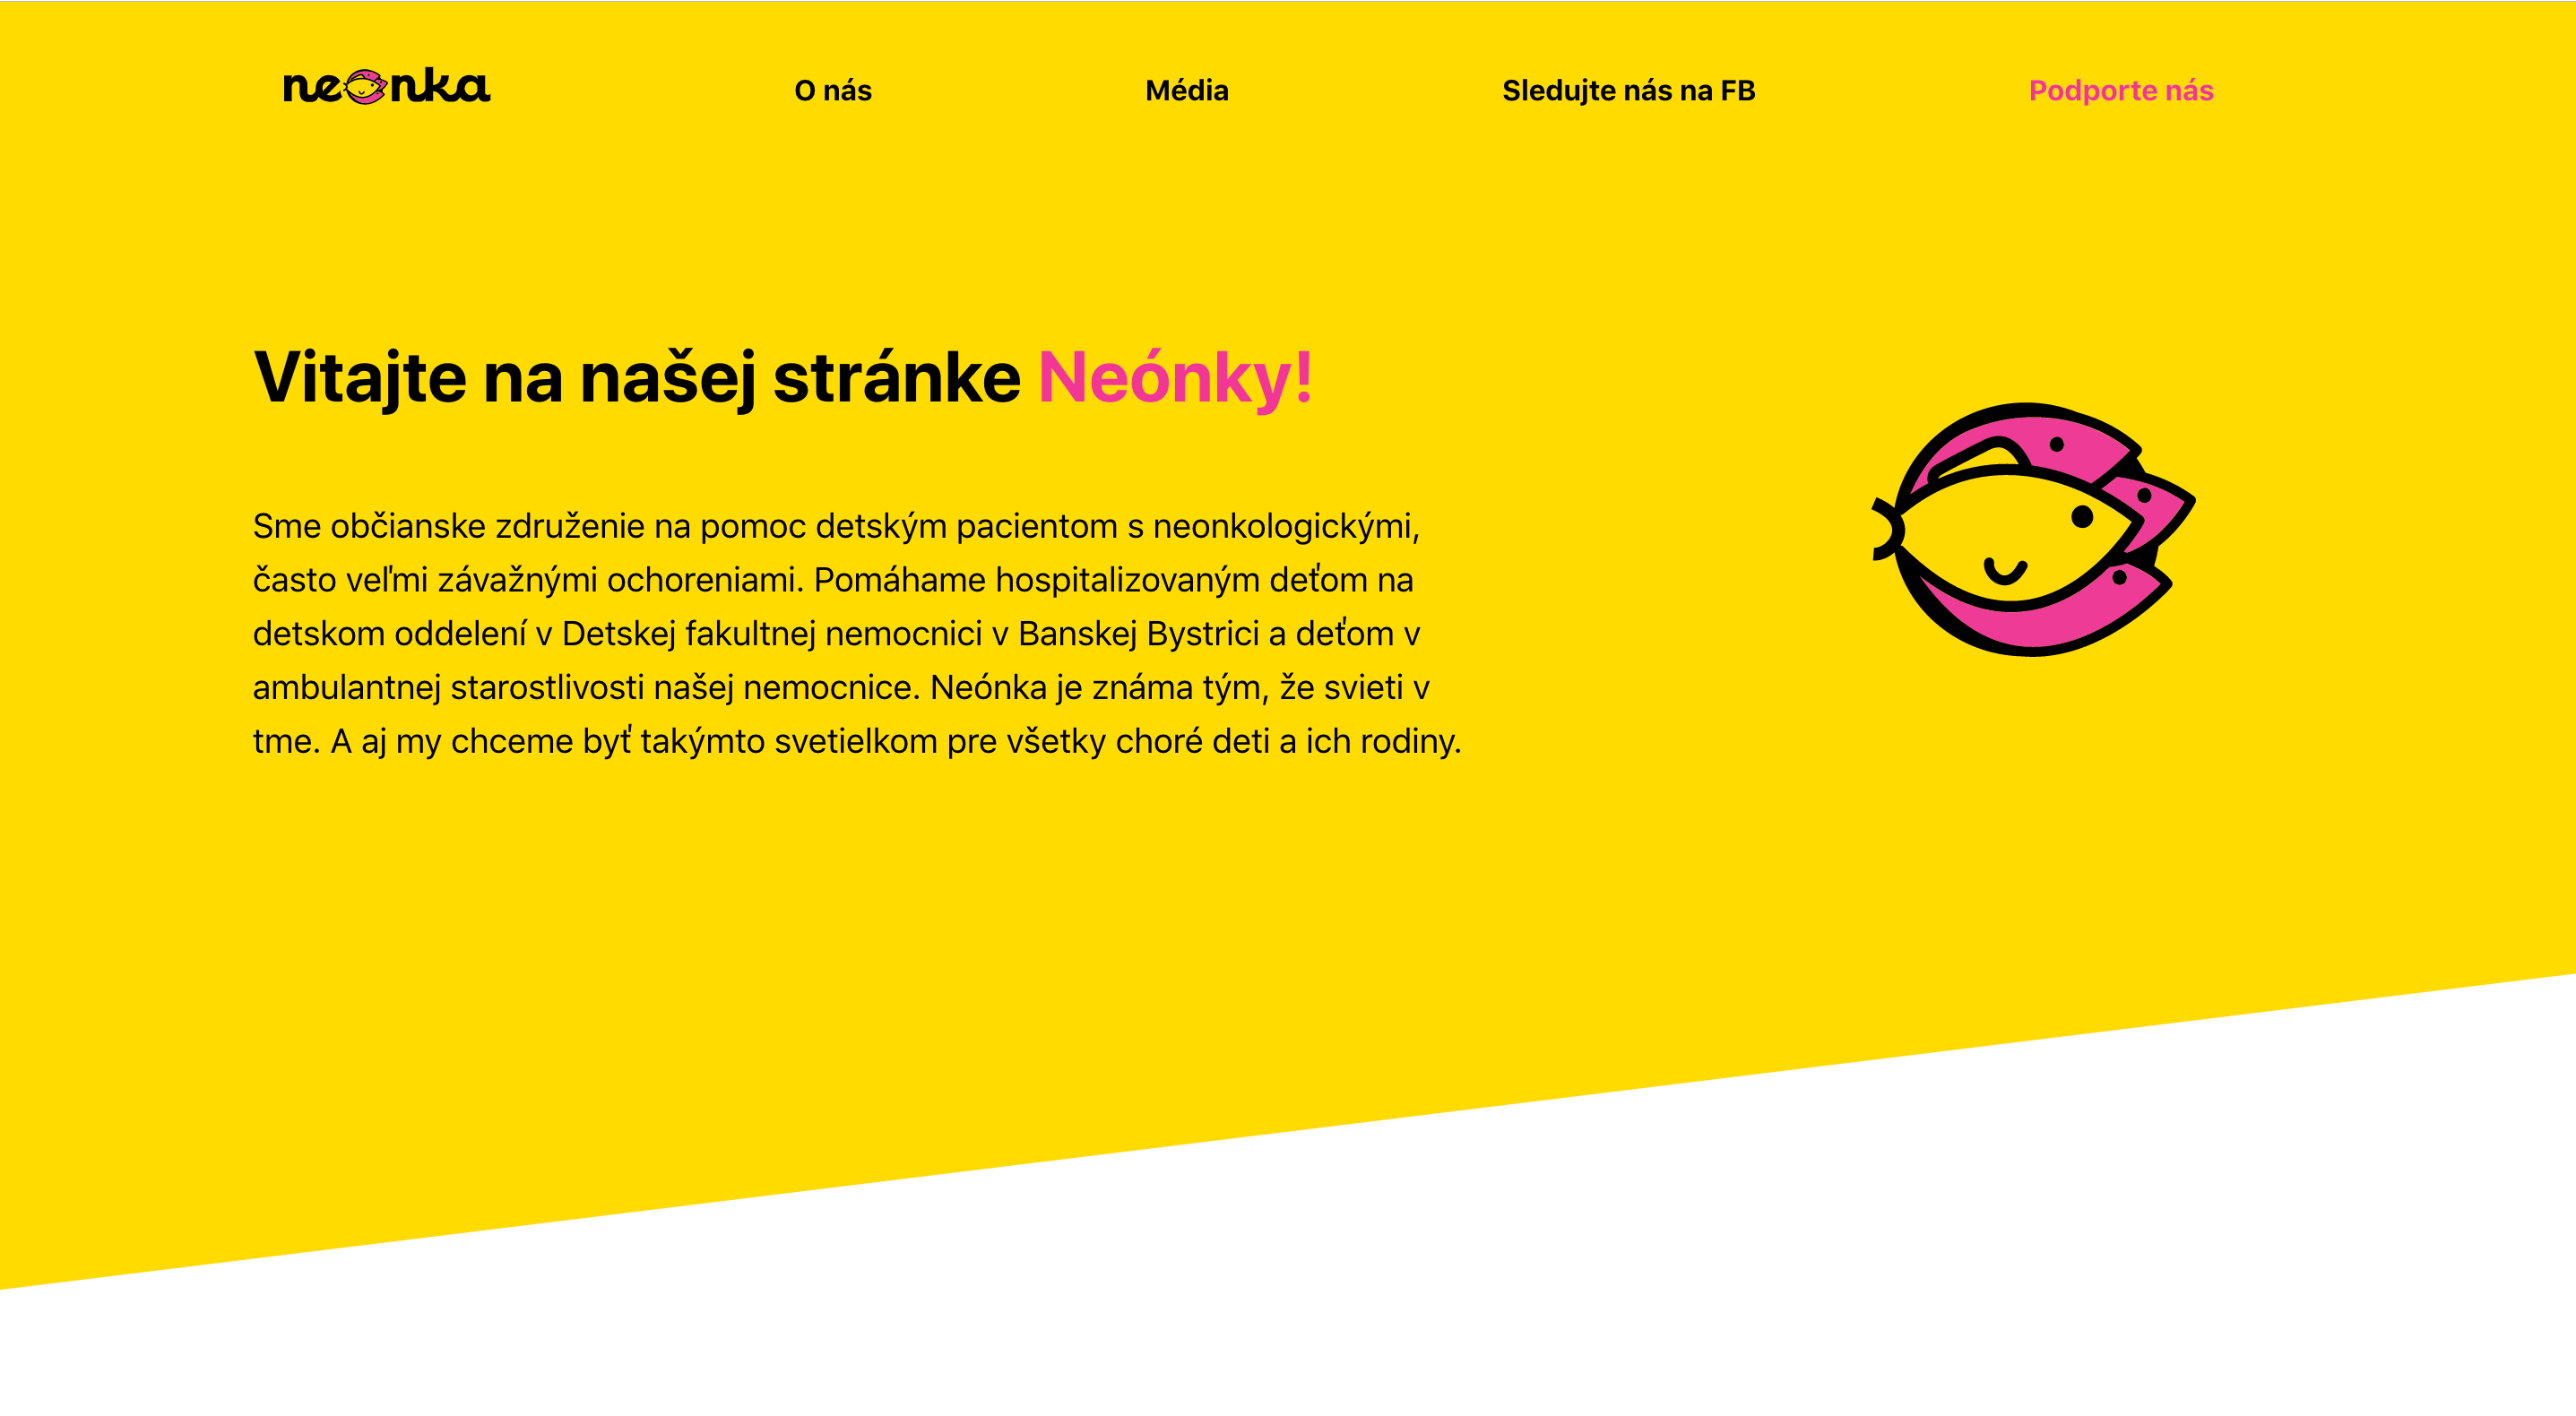 neonka
O nás
Média
Sledujte nás na FB
Podporte nás
Vitajte na našej stránke Neónky!
Sme občianske združenie na pomoc detským pacientom s neonkologickými,
často veľmi závažnými ochoreniami. Pomáhame hospitalizovaným deťom na
detskom oddelení v Detskej fakultnej nemocnici v Banskej Bystrici a deťom v
ambulantnej starostlivosti našej nemocnice. Neónka je známa tým, že svieti v
tme. A aj my chceme byť takýmto svetielkom pre všetky choré deti a ich rodiny.